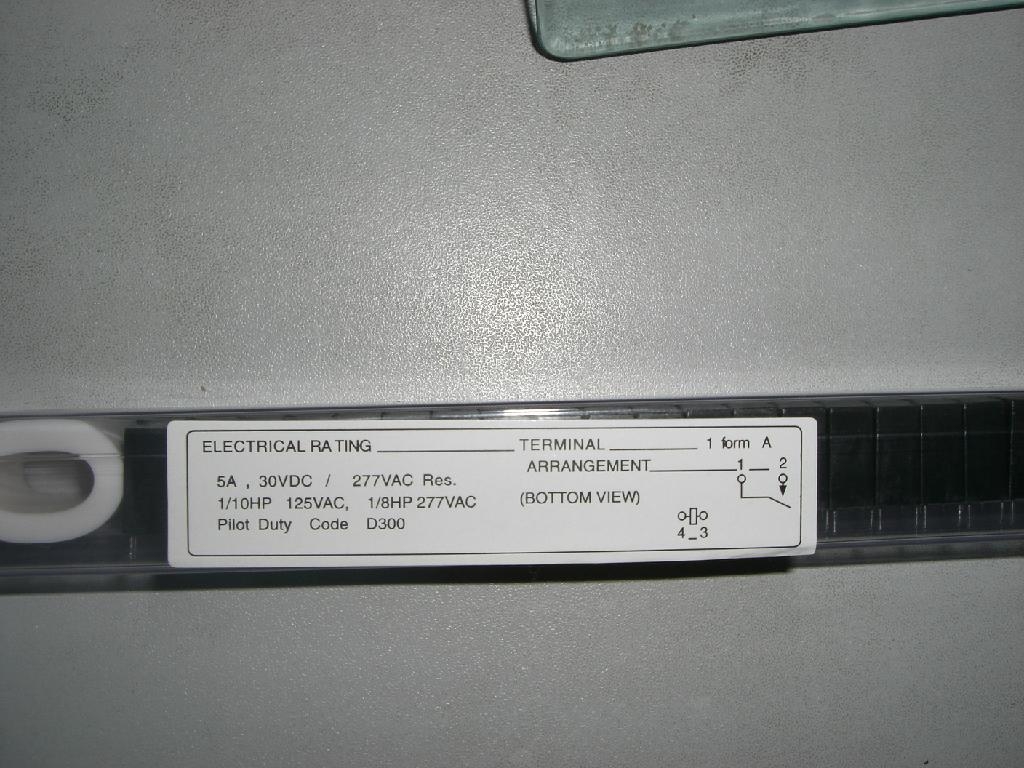 ELECTRICAL RATING
5A , 30VDC / 277VAC Res.
1/10HP 125VAC, 1/8HP 277VAC
Pilot Duty Code D300
TERMINAL 1 form A
ARRANGEMENT 1 2
(BOTTOM VIEW)
4 3